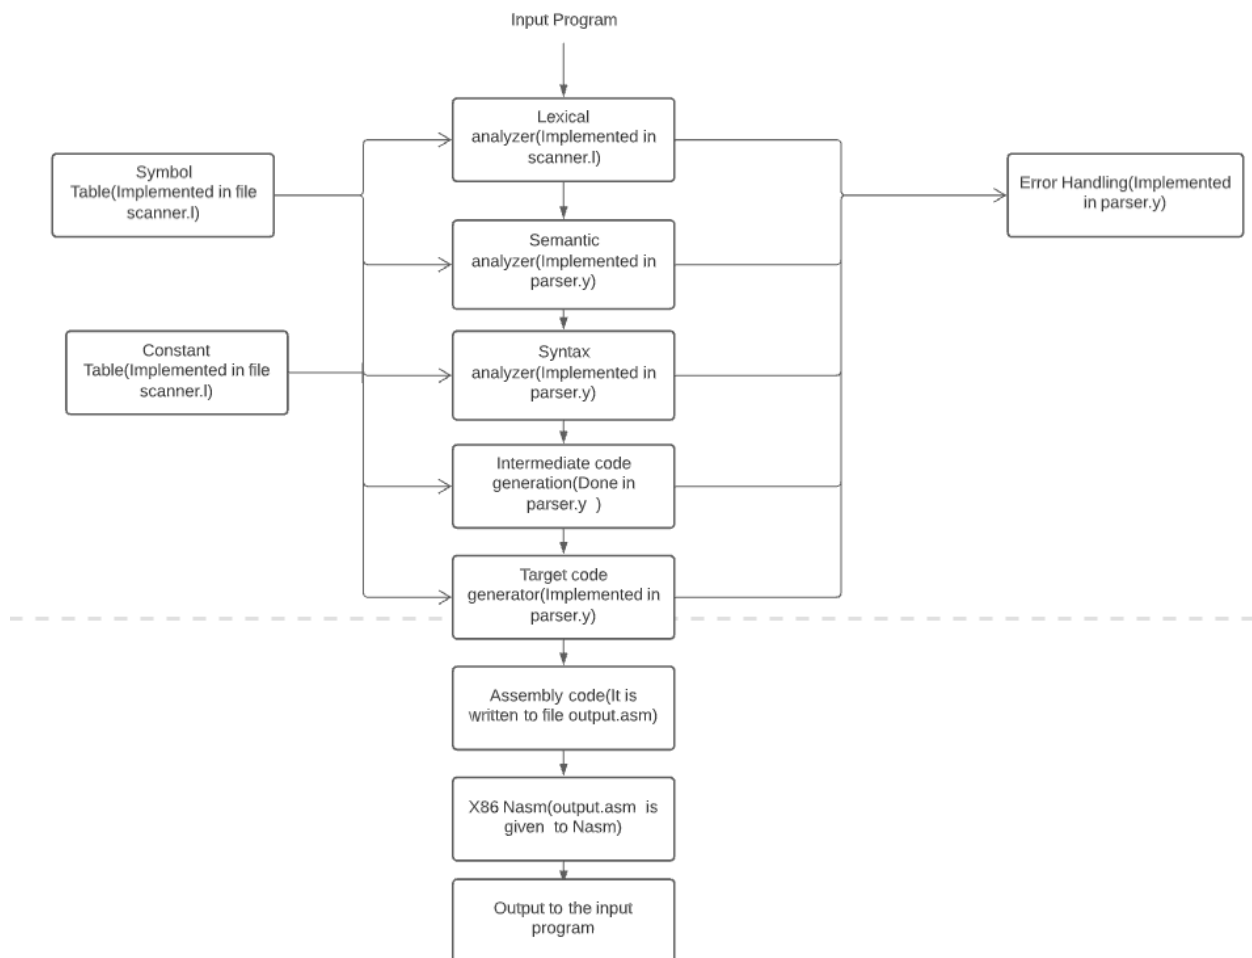 Input Program
Lexical
analyzer(Implemented in
scanner.l)
Symbol
Table(Implemented in file
scanner.l)
Error Handling(Implemented
in parser.y)
Semantic
analyzer(Implemented in
parser.y)
Constant
Table(Implemented in file
scanner.l)
Syntax
analyzer(Implemented in
parser.y)
Intermediate code
generation(Done in
parser.y )
Target code
generator(Implemented in
parser.y)
Assembly code(It is
written to file output.asm)
X86 Nasm(output.asm is
given to Nasm)
Output to the input
program